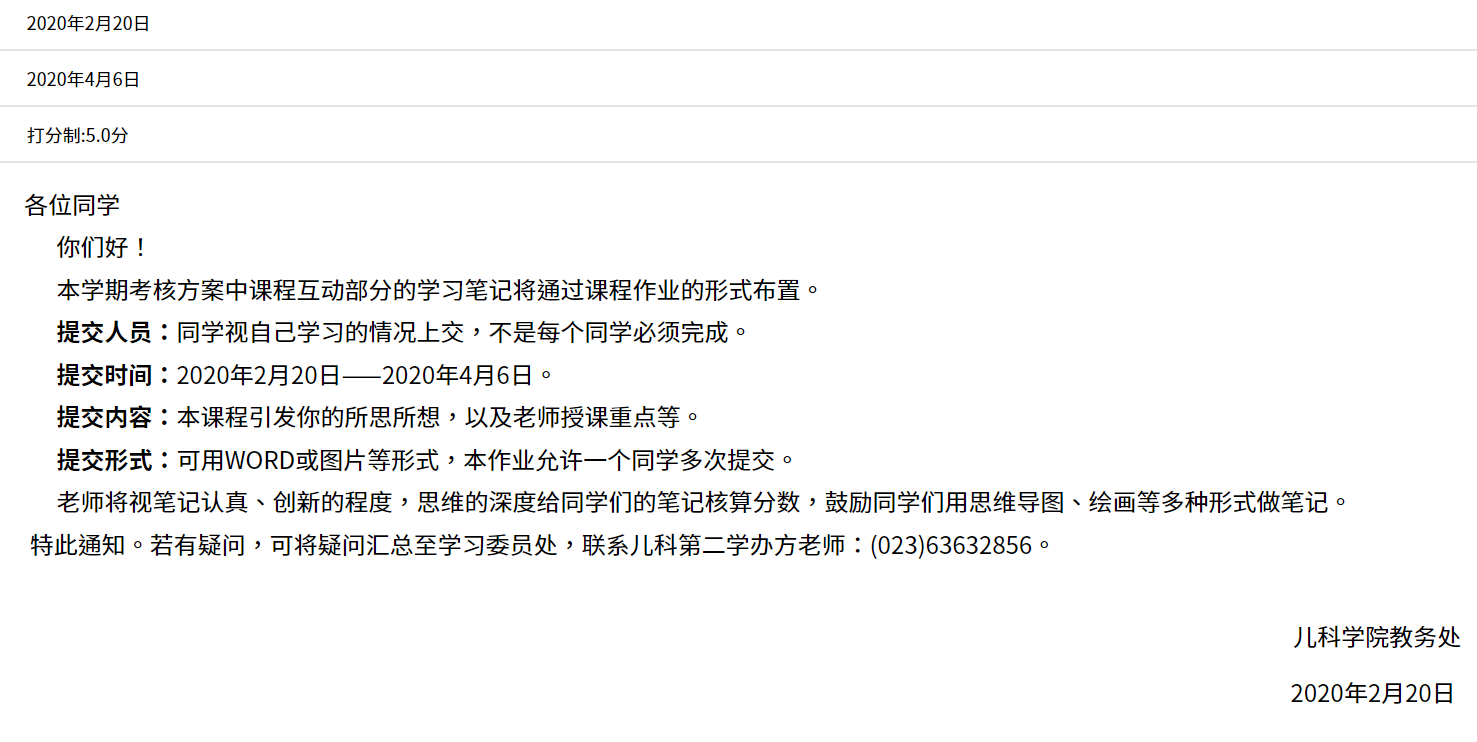 2020年2月20日
2020年4月6日
打分制:5.0分
各位同学
你们好！
本学期考核方案中课程互动部分的学习笔记将通过课程作业的形式布置。
提交人员：同学视自己学习的情况上交，不是每个同学必须完成。
提交时间：2020年2月20日——2020年4月6日。
提交内容：本课程引发你的所思所想，以及老师授课重点等。
提交形式：可用WORD或图片等形式，本作业允许一个同学多次提交。
老师将视笔记认真、创新的程度，思维的深度给同学们的笔记核算分数，鼓励同学们用思维导图、绘画等多种形式做笔记。
特此通知。若有疑问，可将疑问汇总至学习委员处，联系儿科第二学办方老师：(023)63632856。
儿科学院教务处
2020年2月20日